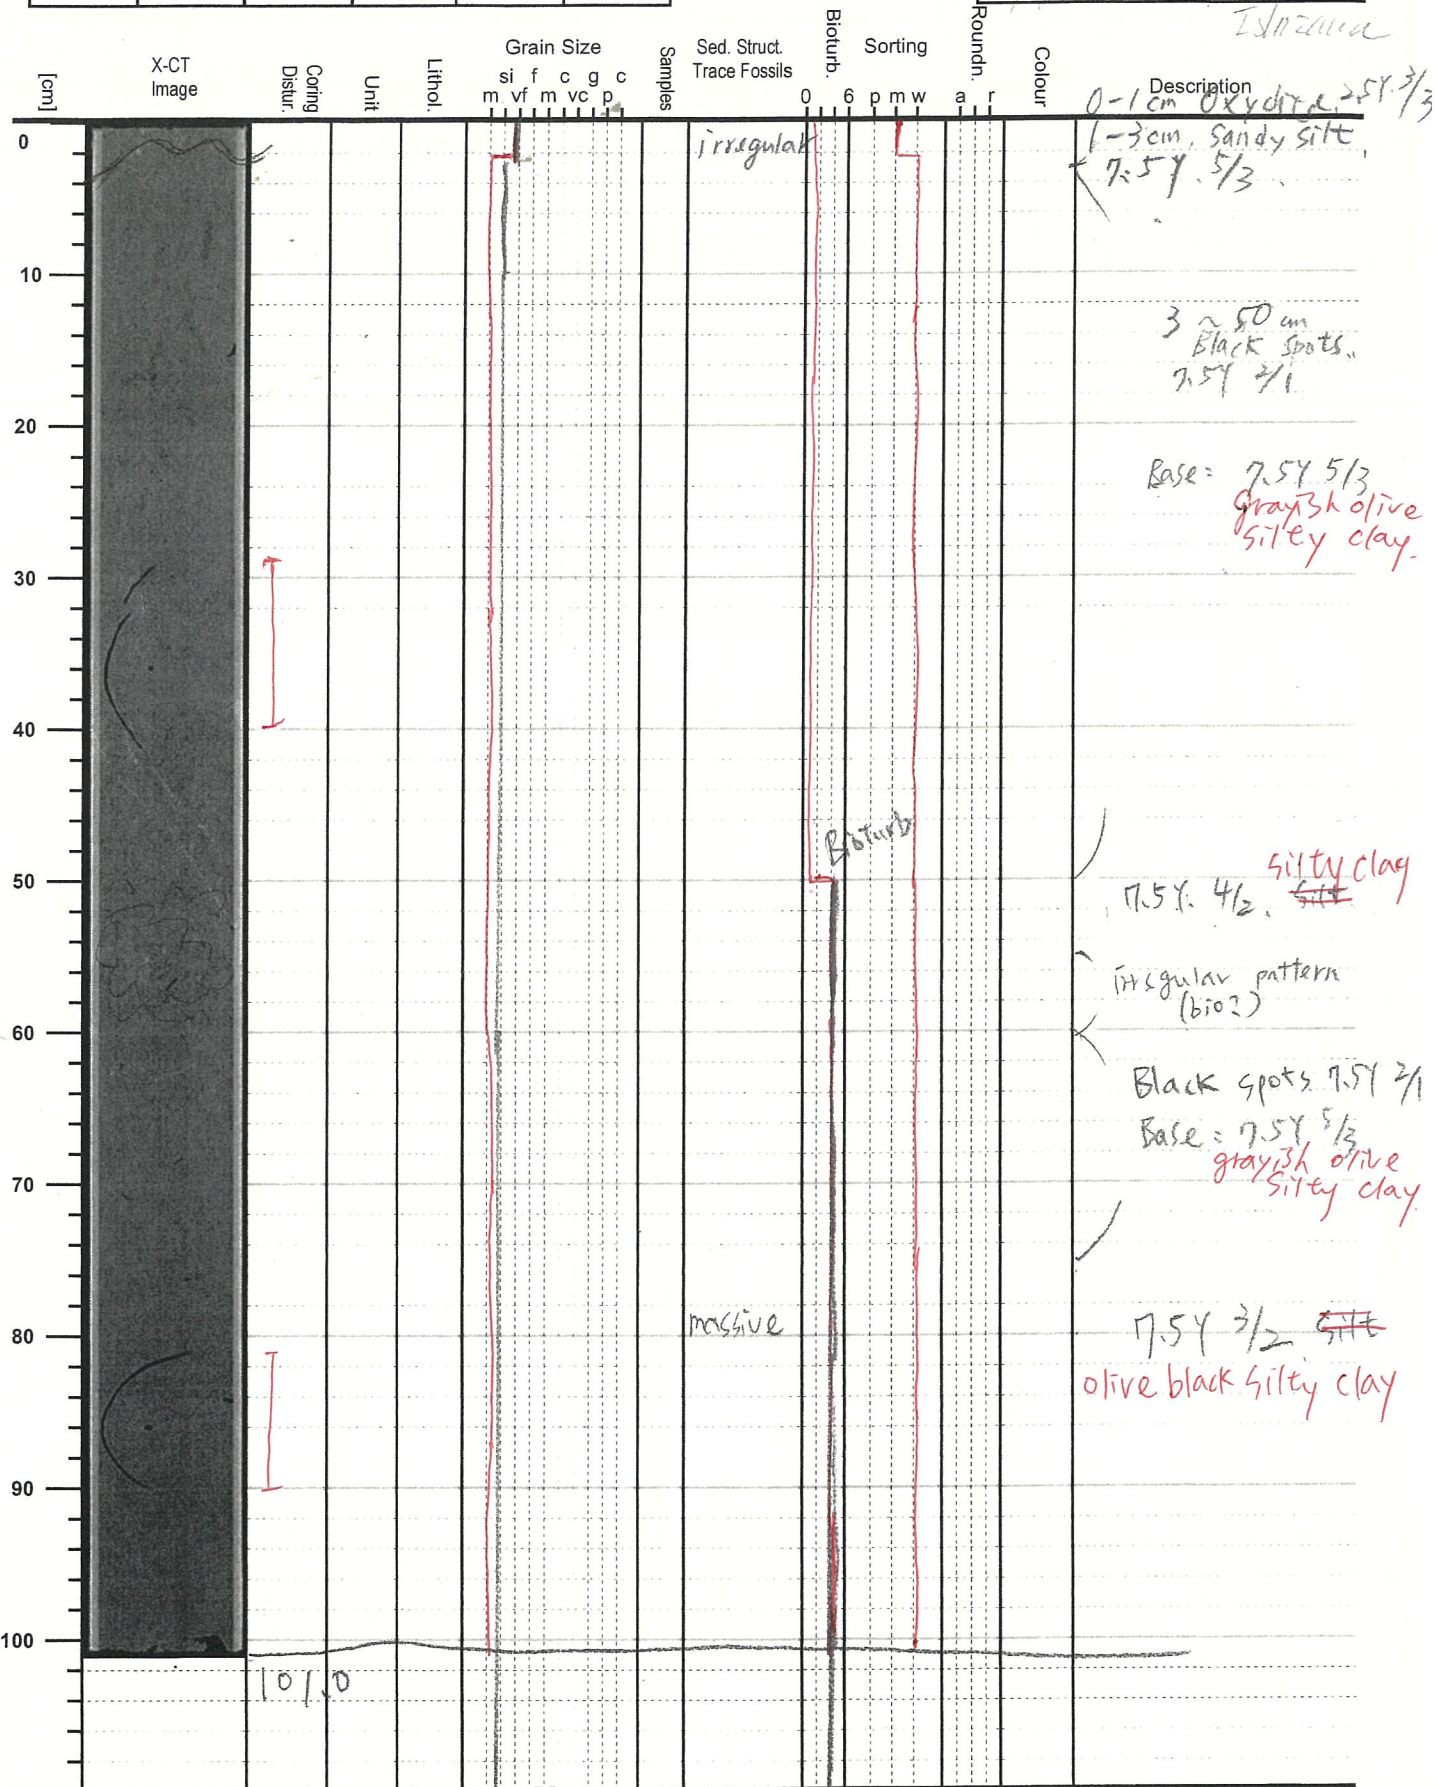 Ishizawa
[cm]
X-CT
Image
Coring
Distur.
Unit
Lithol.
Grain Size
si f c g c
m vf m vc p
Samples
Sed. Struct.
Trace Fossils
Bioturb.
0 6
Sorting
p m w
Roundn.
a r
Colour
Description
0-1 cm 2.5Y 3/3
0
irregular
1-3cm, Sandy silt,
7.5Y. 5/3
10
3 ~ 50 cm
Black spots.
7.5Y 2/1
20
Base = 7.5Y 5/3
grayish olive
silty clay.
30
40
Bioturb
50
silty clay
7.5Y. 4/2. Silt
irregular pattern
(bio?)
60
Black spots 7.5Y 2/1
Base = 7.5Y 5/3
grayish olive
silty clay
70
massive
80
7.5Y 3/2 Silt
olive black silty clay
90
100
101.0